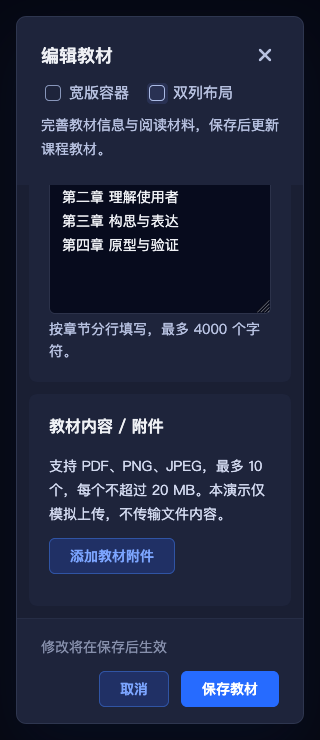 编辑教材
宽版容器 双列布局
完善教材信息与阅读材料，保存后更新
课程教材。
第二章 理解使用者
第三章 构思与表达
第四章 原型与验证
按章节分行填写，最多 4000 个字
符。
教材内容 / 附件
支持 PDF、PNG、JPEG，最多 10
个，每个不超过 20 MB。本演示仅
模拟上传，不传输文件内容。
添加教材附件
修改将在保存后生效
取消 保存教材